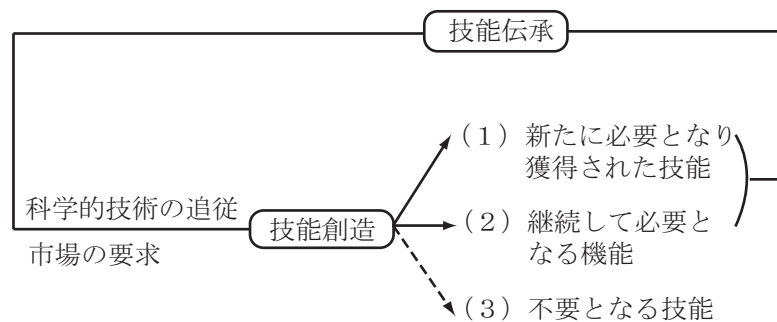 技能伝承
(1) 新たに必要となり
獲得された技能
科学的技術の追従
技能創造
(2) 継続して必要と
なる機能
市場の要求
(3) 不要となる技能